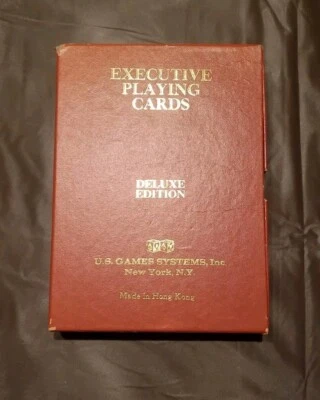 EXECUTIVE
PLAYING
CARDS
DELUXE
EDITION
U.S. GAMES SYSTEMS, Inc.
New York, N.Y.
Made in Hong Kong